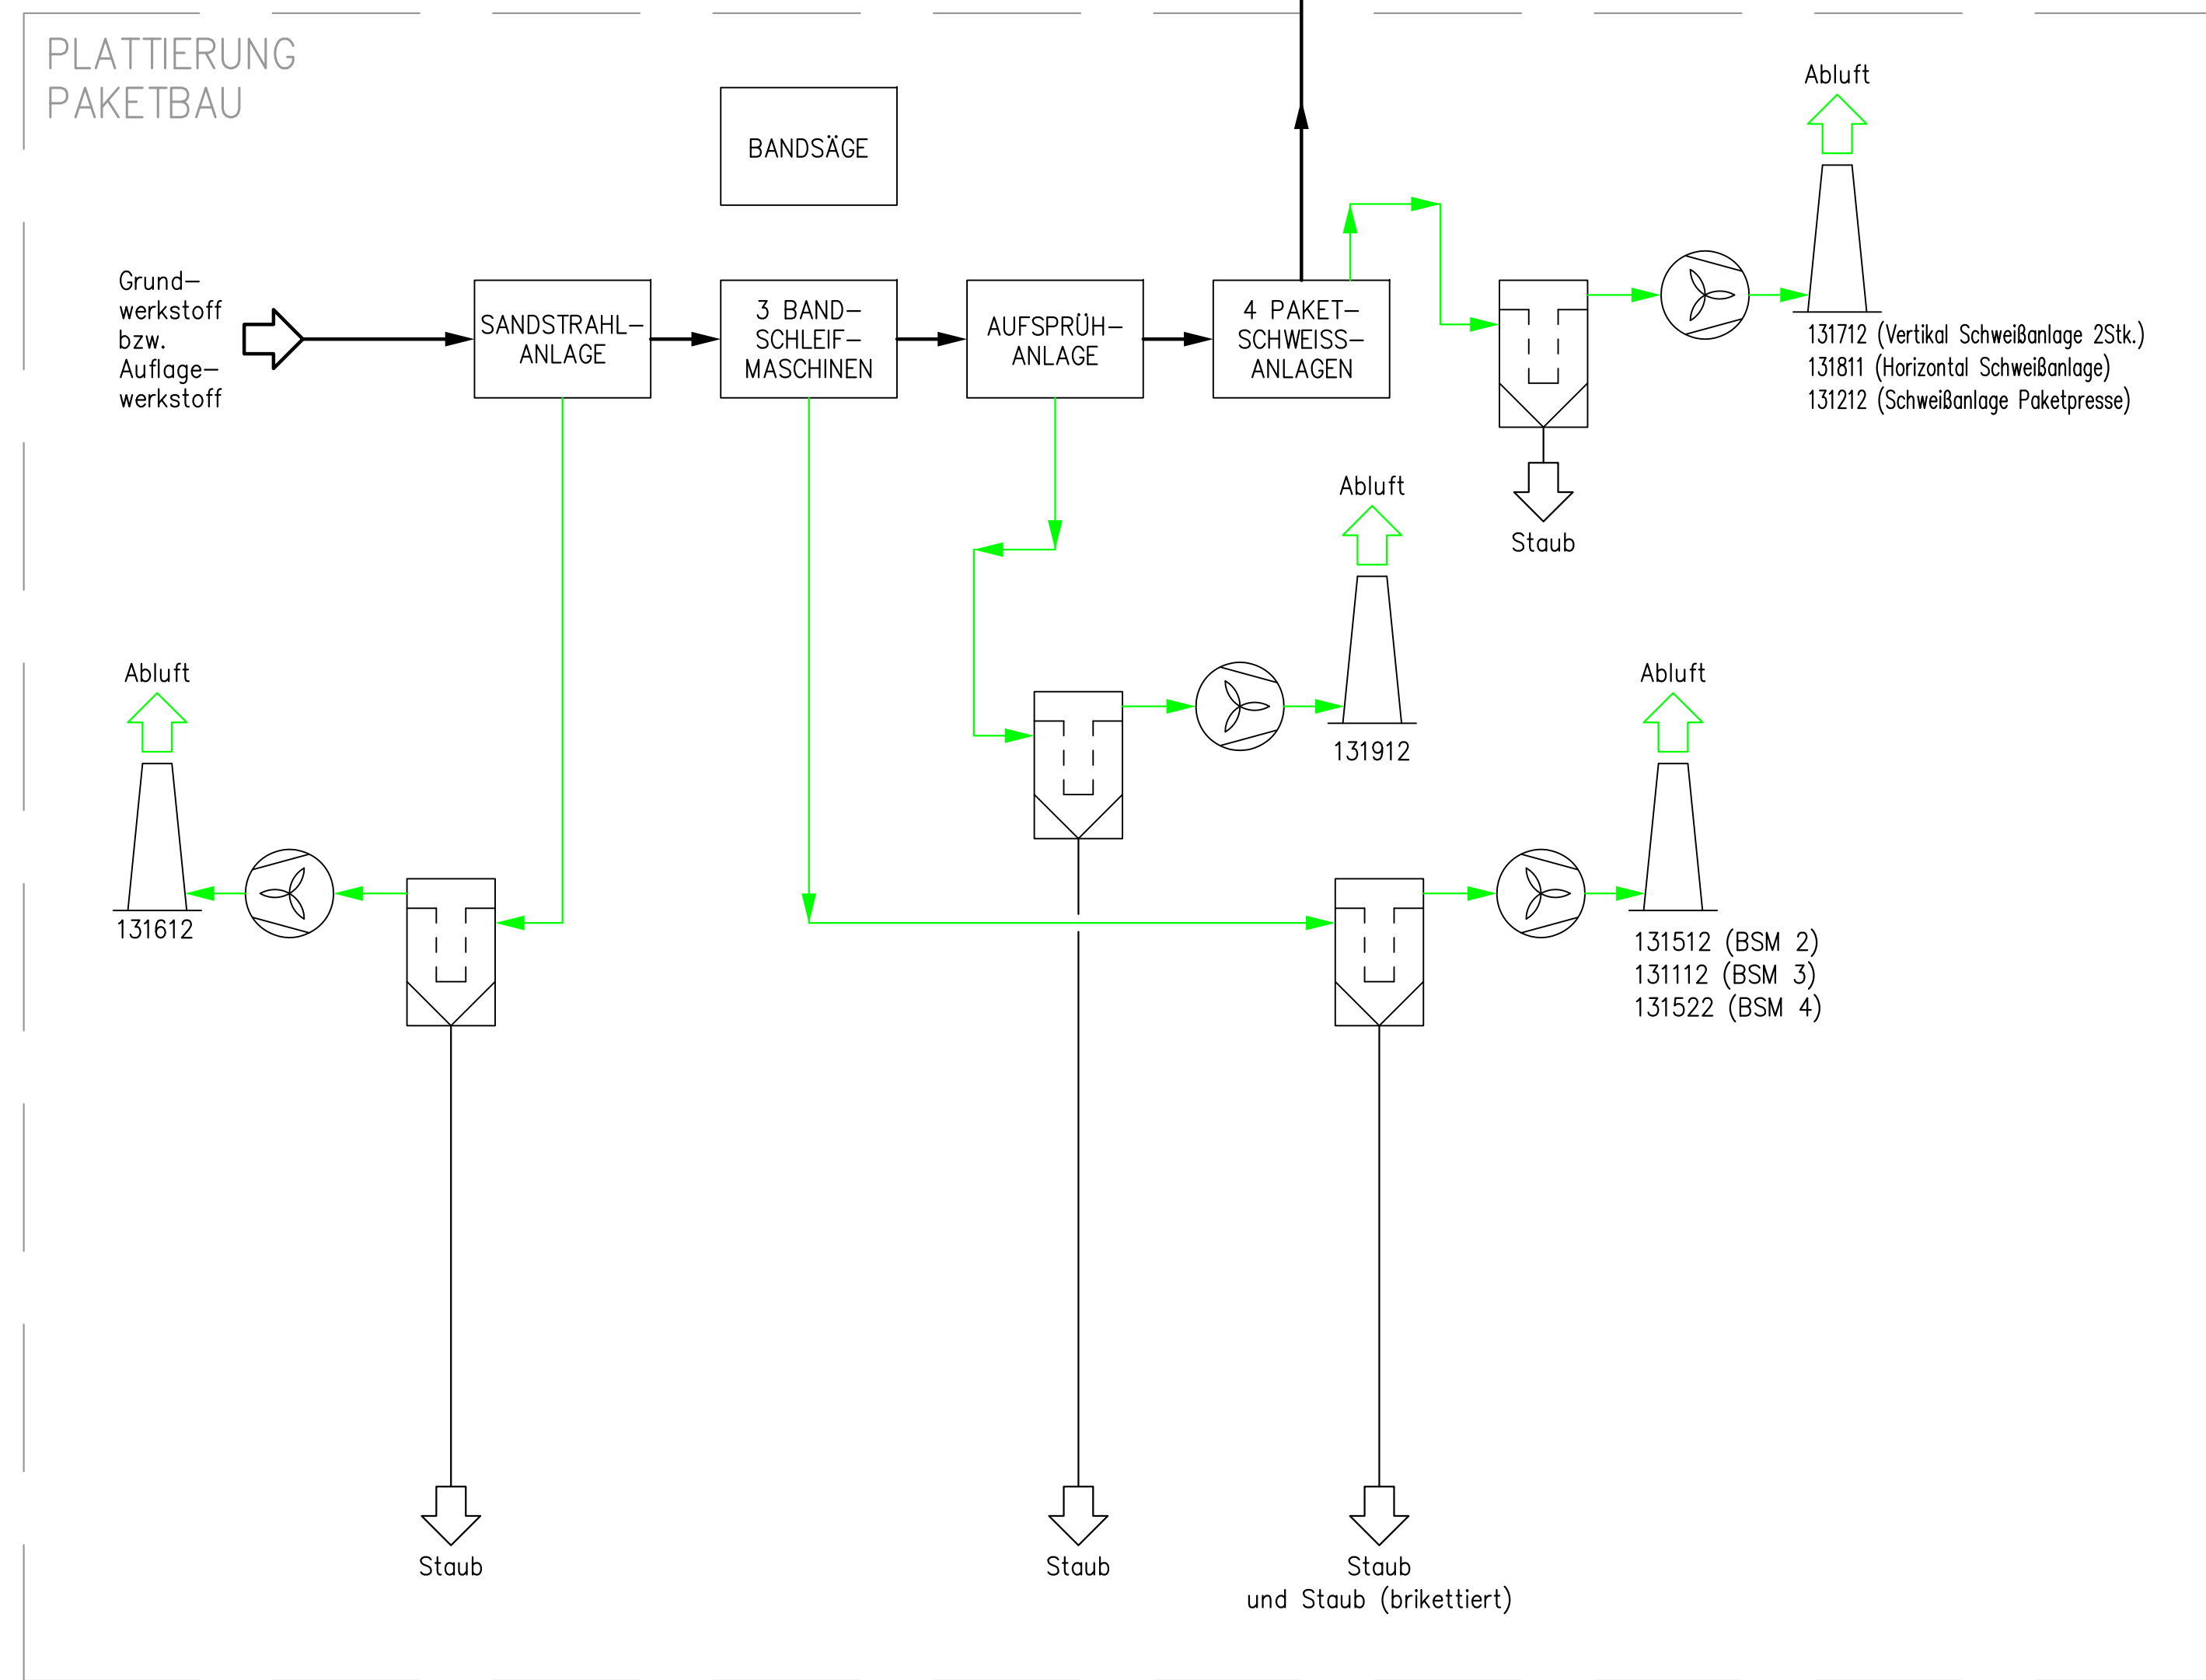 PLATTIERUNG
PAKETBAU
BANDSÄGE
Abluft
Grund-
werkstoff
bzw.
Auflage-
werkstoff
SANDSTRAHL-
ANLAGE
3 BAND-
SCHLEIF-
MASCHINEN
AUFSPRÜH-
ANLAGE
4 PAKET-
SCHWEISS-
ANLAGEN
131712 (Vertikal Schweißanlage 2Stk.)
131811 (Horizontal Schweißanlage)
131212 (Schweißanlage Paketpresse)
Staub
Abluft
131912
Abluft
131612
Abluft
131512 (BSM 2)
131112 (BSM 3)
131522 (BSM 4)
Staub
Staub
Staub
und Staub (brikettiert)